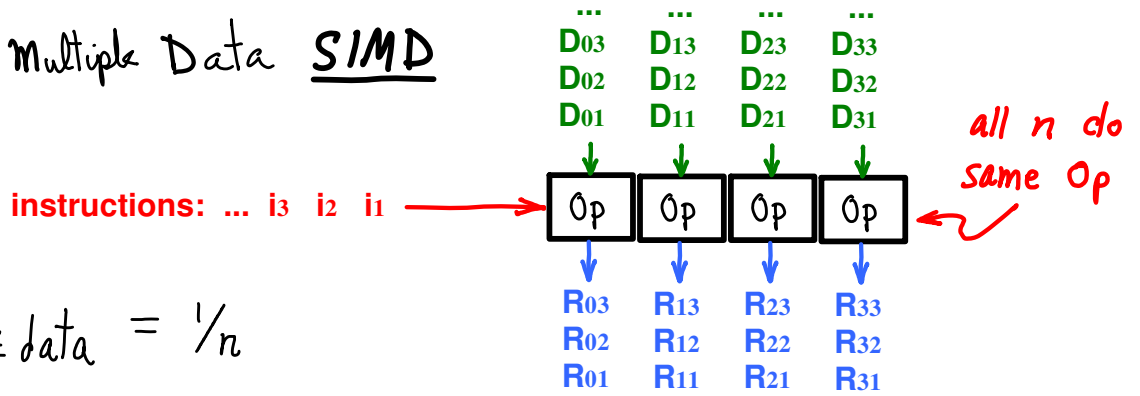 ... ... ... ...
Multiple Data SIMD
D03 D13 D23 D33
D02 D12 D22 D32
D01 D11 D21 D31
all n do
same Op
instructions: ... i3 i2 i1
Op Op Op Op
R03 R13 R23 R33
data = 1/n
R02 R12 R22 R32
R01 R11 R21 R31